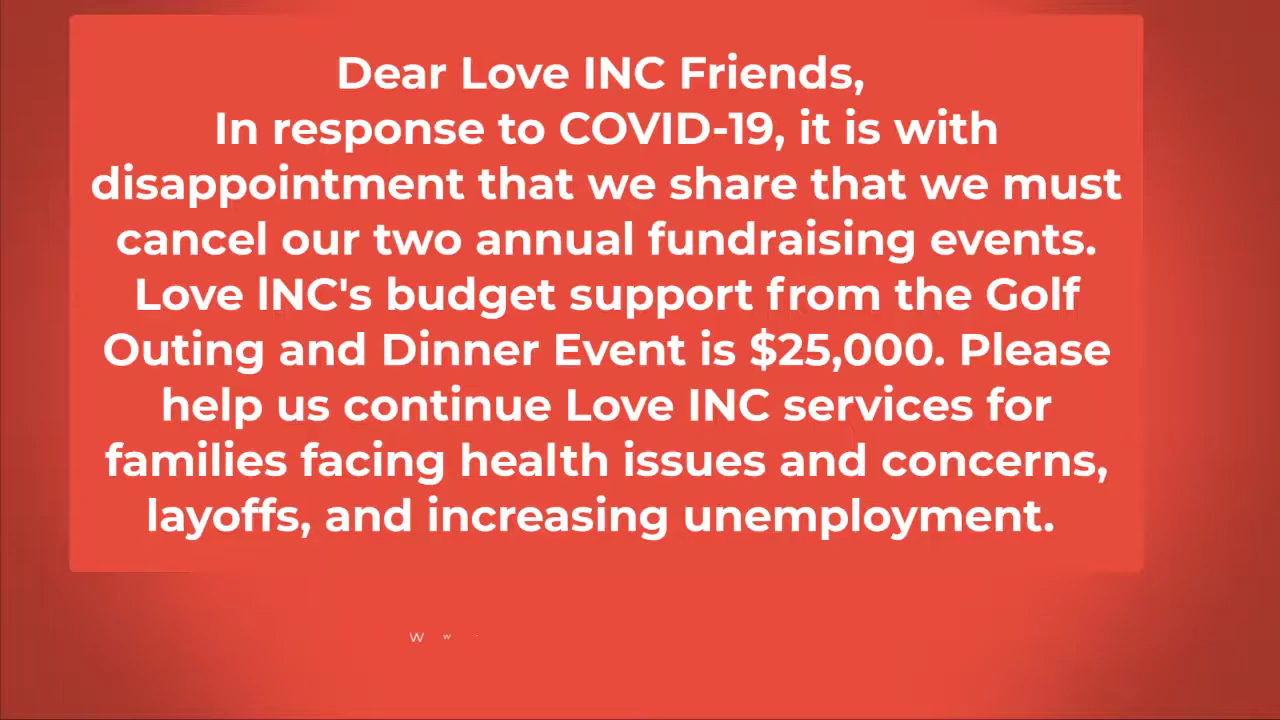 Dear Love INC Friends,
In response to COVID-19, it is with
disappointment that we share that we must
cancel our two annual fundraising events.
Love lNC's budget support from the Golf
Outing and Dinner Event is $25,000. Please
help us continue Love INC services for
families facing health issues and concerns,
layoffs, and increasing unemployment.
W w